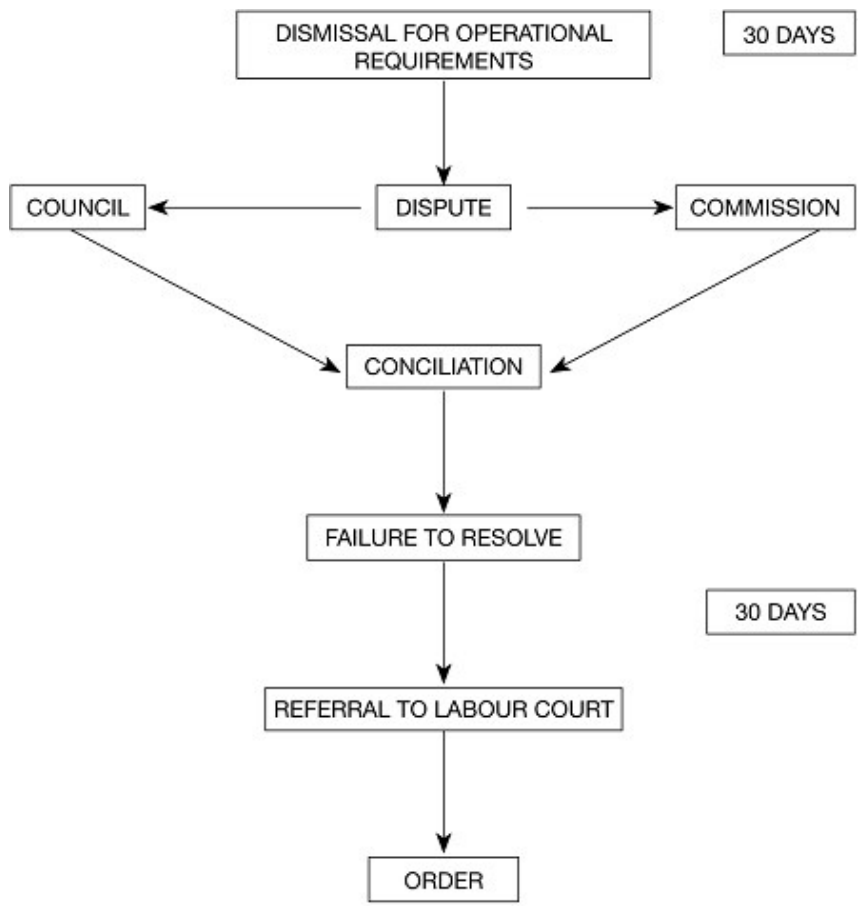 DISMISSAL FOR OPERATIONAL
REQUIREMENTS
30 DAYS
COUNCIL
DISPUTE
COMMISSION
CONCILIATION
FAILURE TO RESOLVE
30 DAYS
REFERRAL TO LABOUR COURT
ORDER